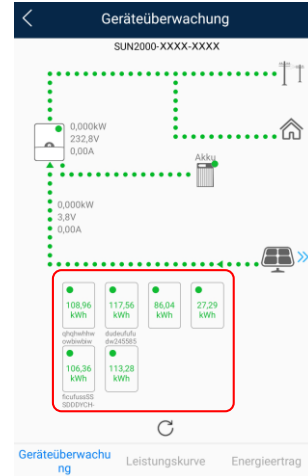 Geräteüberwachung
SUN2000-XXXX-XXXX
0,000kW
232,8V
0,00A
Akku
0,000kW
3,8V
0,00A
108,96 kWh
117,56 kWh
86,04 kWh
27,29 kWh
qhqhwhhw
owbiwbiw
dudeufufu
dw245585
106,36 kWh
113,28 kWh
ficufussSS
SDDDYCH-
Geräteüberwachu
ng
Leistungskurve
Energieertrag